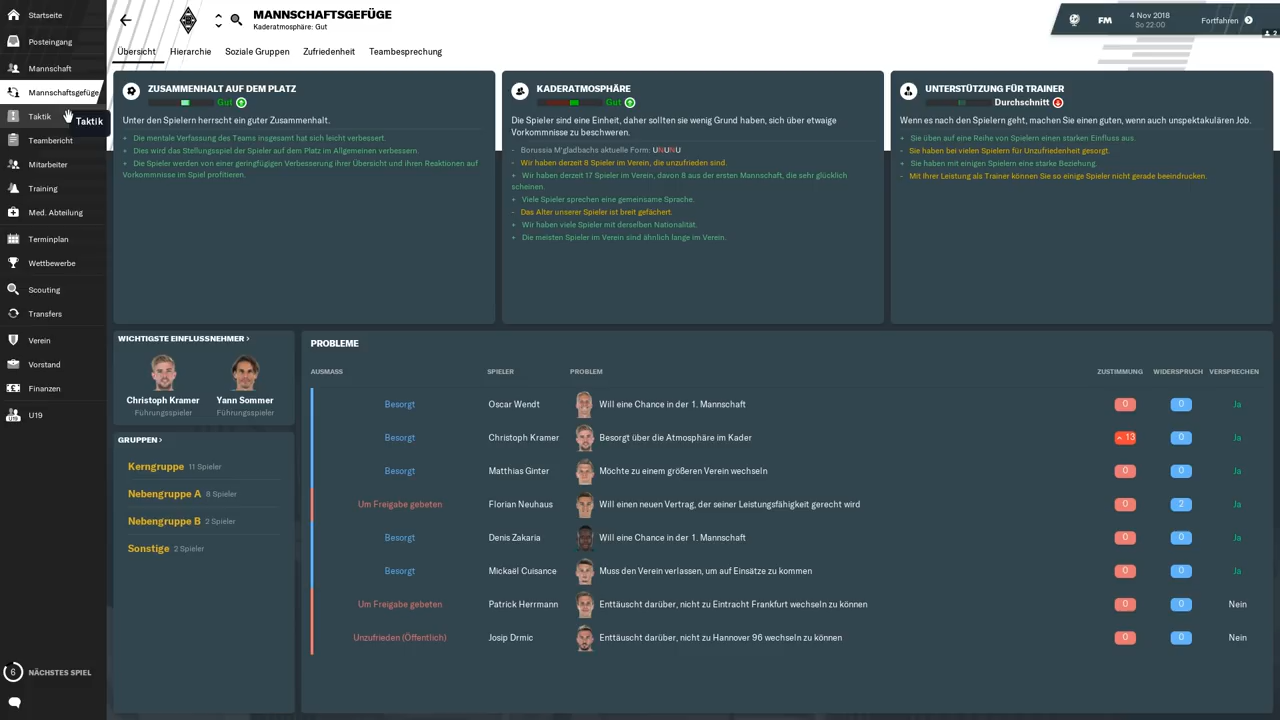 Startseite
Posteingang
Mannschaft
Mannschaftsgefüge
Taktik
Taktik
Teambericht
Mitarbeiter
Training
Med. Abteilung
Terminplan
Wettbewerbe
Scouting
Transfers
Verein
Vorstand
Finanzen
U19
6 NÄCHSTES SPIEL
MANNSCHAFTSGEFÜGE
Kaderatmosphäre: Gut
FM
4 Nov 2018
So 22:00
Fortfahren
2
Übersicht Hierarchie Soziale Gruppen Zufriedenheit Teambesprechung
ZUSAMMENHALT AUF DEM PLATZ
Gut
Unter den Spielern herrscht ein guter Zusammenhalt.
+ Die mentale Verfassung des Teams insgesamt hat sich leicht verbessert.
+ Dies wird das Stellungsspiel der Spieler auf dem Platz im Allgemeinen verbessern.
+ Die Spieler werden von einer geringfügigen Verbesserung ihrer Übersicht und ihren Reaktionen auf
Vorkommnisse im Spiel profitieren.
KADERATMOSPHÄRE
Gut
Die Spieler sind eine Einheit, daher sollten sie wenig Grund haben, sich über etwaige
Vorkommnisse zu beschweren.
- Borussia M'gladbachs aktuelle Form: UNUNU
- Wir haben derzeit 8 Spieler im Verein, die unzufrieden sind.
+ Wir haben derzeit 17 Spieler im Verein, davon 8 aus der ersten Mannschaft, die sehr glücklich
scheinen.
+ Viele Spieler sprechen eine gemeinsame Sprache.
- Das Alter unserer Spieler ist breit gefächert.
+ Wir haben viele Spieler mit derselben Nationalität.
+ Die meisten Spieler im Verein sind ähnlich lange im Verein.
UNTERSTÜTZUNG FÜR TRAINER
Durchschnitt
Wenn es nach den Spielern geht, machen Sie einen guten, wenn auch unspektakulären Job.
+ Sie üben auf eine Reihe von Spielern einen starken Einfluss aus.
- Sie haben bei vielen Spielern für Unzufriedenheit gesorgt.
+ Sie haben mit einigen Spielern eine starke Beziehung.
- Mit Ihrer Leistung als Trainer können Sie so einige Spieler nicht gerade beeindrucken.
WICHTIGSTE EINFLUSSNEHMER ›
Christoph Kramer Yann Sommer
Führungsspieler Führungsspieler
GRUPPEN ›
Kerngruppe 11 Spieler
Nebengruppe A 8 Spieler
Nebengruppe B 2 Spieler
Sonstige 2 Spieler
PROBLEME
AUSMASS SPIELER PROBLEM ZUSTIMMUNG WIDERSPRUCH VERSPRECHEN
Besorgt Oscar Wendt Will eine Chance in der 1. Mannschaft 0 0 Ja
Besorgt Christoph Kramer Besorgt über die Atmosphäre im Kader 13 0 Ja
Besorgt Matthias Ginter Möchte zu einem größeren Verein wechseln 0 0 Ja
Um Freigabe gebeten Florian Neuhaus Will einen neuen Vertrag, der seiner Leistungsfähigkeit gerecht wird 0 2 Ja
Besorgt Denis Zakaria Will eine Chance in der 1. Mannschaft 0 0 Ja
Besorgt Mickaël Cuisance Muss den Verein verlassen, um auf Einsätze zu kommen 0 0 Ja
Um Freigabe gebeten Patrick Herrmann Enttäuscht darüber, nicht zu Eintracht Frankfurt wechseln zu können 0 0 Nein
Unzufrieden (Öffentlich) Josip Drmic Enttäuscht darüber, nicht zu Hannover 96 wechseln zu können 0 0 Nein